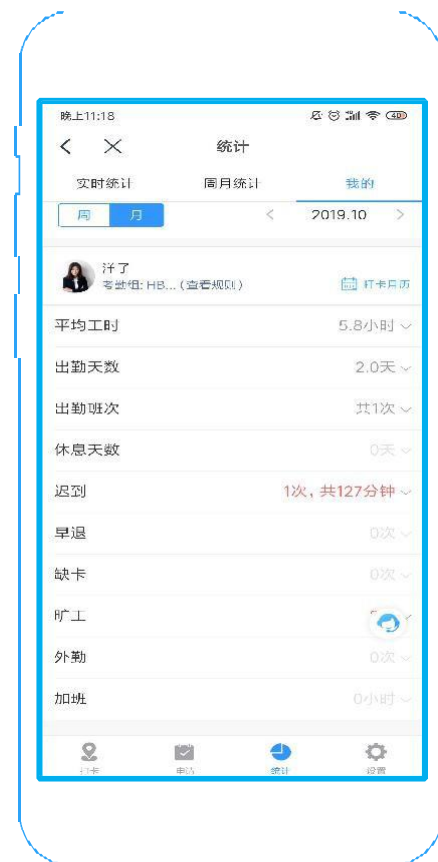 晚上11:18
统计
实时统计 周月统计 我的
周 月 2019.10
洋了
考勤组: HB... (查看规则) 打卡月历
平均工时 5.8小时
出勤天数 2.0天
出勤班次 共1次
休息天数 0天
迟到 1次, 共127分钟
早退 0次
缺卡 0次
旷工
外勤 0次
加班 0小时
打卡 申请 统计 设置